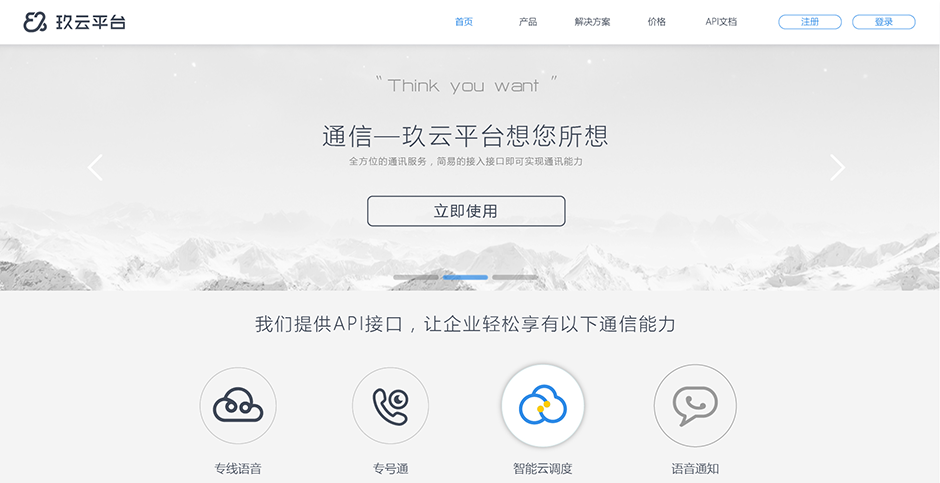 玖云平台
首页 产品 解决方案 价格 API文档 注册 登录
“Think you want ”
通信—玖云平台想您所想
全方位的通讯服务，简易的接入接口即可实现通讯能力
立即使用
我们提供API接口，让企业轻松享有以下通信能力
专线语音 专号通 智能云调度 语音通知